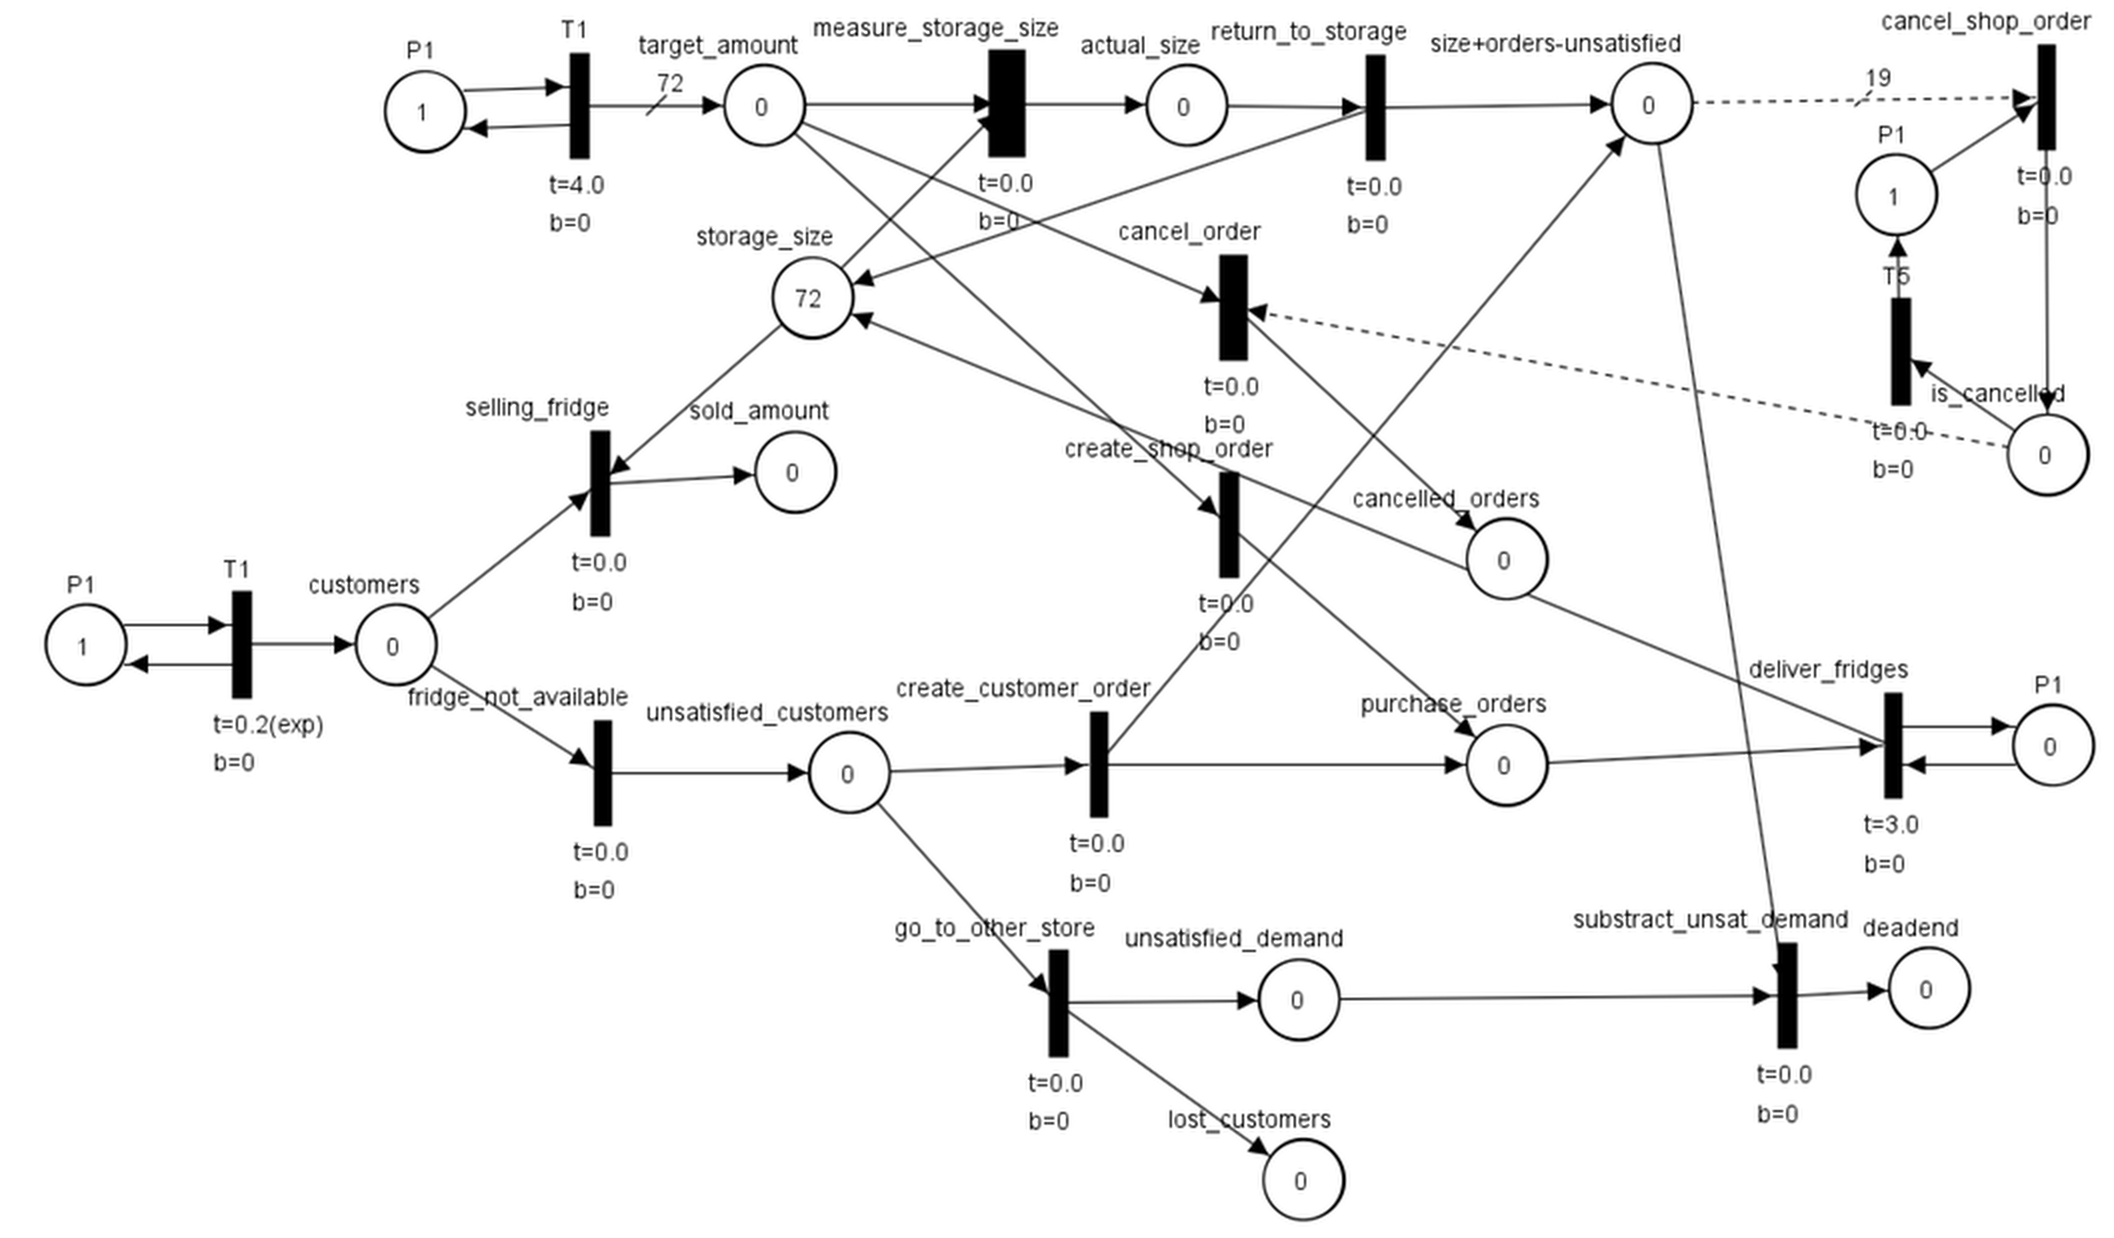 cancel_shop_order
T1
measure_storage_size
return_to_storage
P1
target_amount
actual_size
size+orders-unsatisfied
72
19
1
0
0
0
P1
1
t=4.0
b=0
t=0.0
b=0
t=0.0
b=0
t=0.0
b=0
storage_size
cancel_order
72
T5
t=0.0
b=0
is_cancelled
t=0.0
b=0
0
selling_fridge
sold_amount
0
create_shop_order
cancelled_orders
0
t=0.0
b=0
t=0.0
b=0
P1
T1
customers
1
0
t=0.2(exp)
b=0
fridge_not_available
unsatisfied_customers
create_customer_order
purchase_orders
deliver_fridges
P1
0
0
0
t=0.0
b=0
t=0.0
b=0
t=3.0
b=0
go_to_other_store
unsatisfied_demand
substract_unsat_demand
deadend
0
0
t=0.0
b=0
t=0.0
b=0
lost_customers
0